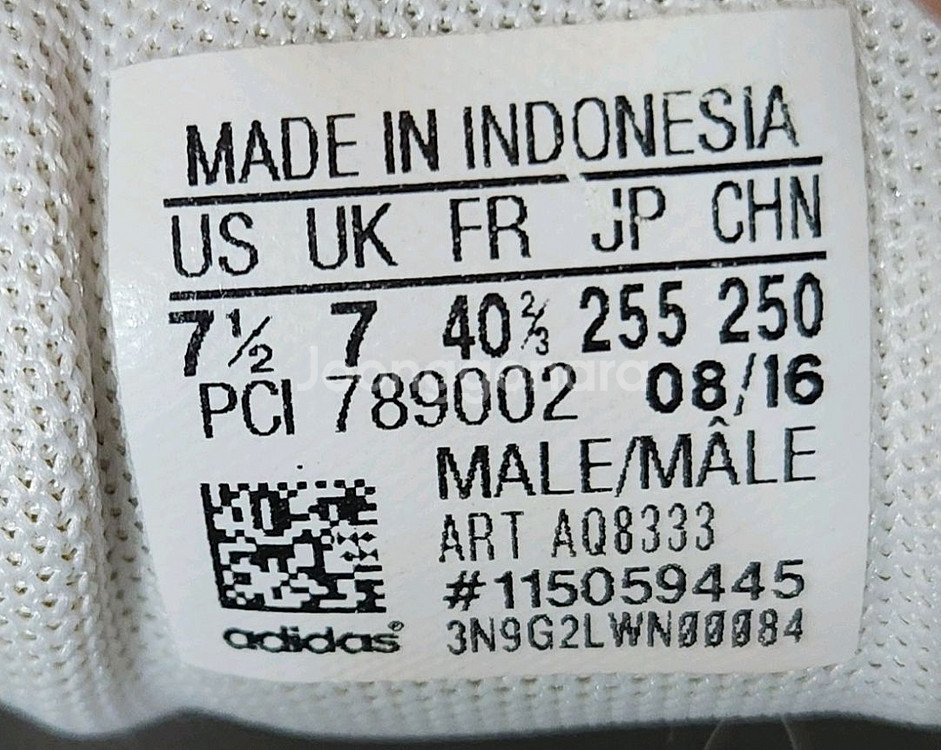 MADE IN INDONESIA
US UK FR JP CHN
7½ 7 40⅔ 255 250
PCI 789002 08/16
Joonggonara
MALE/MÂLE
ART AQ8333
#115059445
adidas® 3N9G2LWN00084